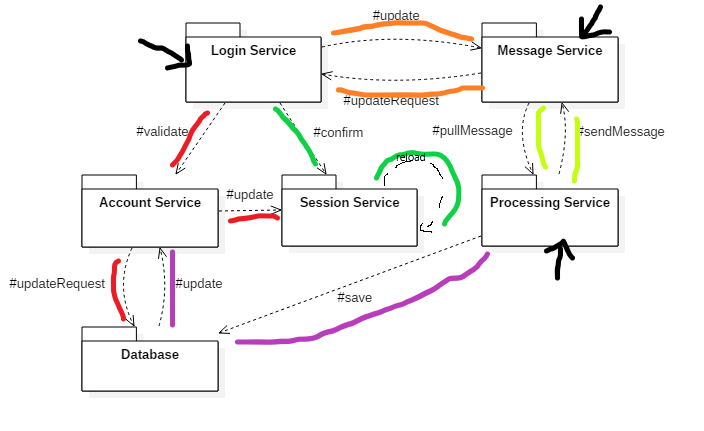 #update
Login Service
Message Service
#updateRequest
#validate
#confirm
#pullMessage
#sendMessage
reload
#update
Account Service
Session Service
Processing Service
#updateRequest
#update
#save
Database